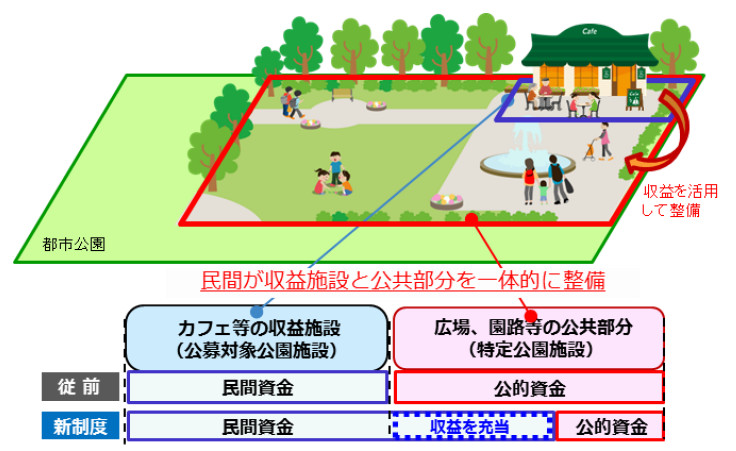 Cafe
Cafe
収益を活用
して整備
都市公園
民間が収益施設と公共部分を一体的に整備
カフェ等の収益施設
（公募対象公園施設）
広場、園路等の公共部分
（特定公園施設）
従前
民間資金
公的資金
新制度
民間資金
収益を充当
公的資金